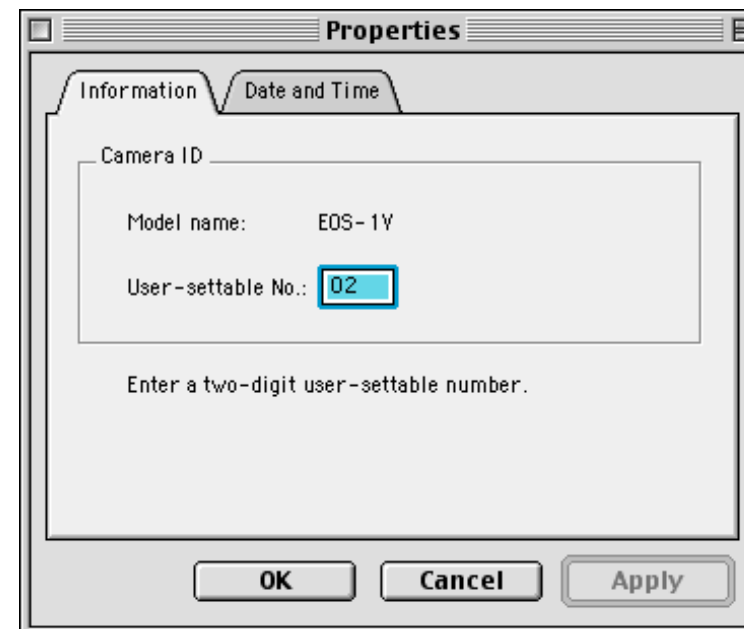 Properties
Information Date and Time
Camera ID
Model name: EOS-1V
User-settable No.: 02
Enter a two-digit user-settable number.
OK Cancel Apply